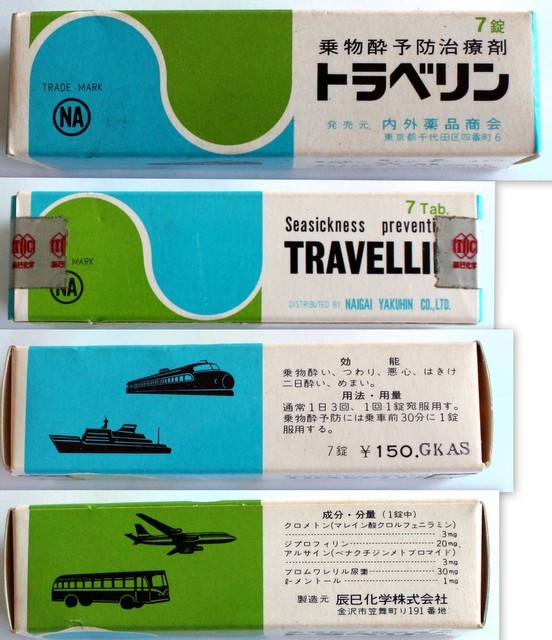 7錠
乗物酔予防治療剤
トラベリン
TRADE MARK
NA
発売元 内外薬品商会
東京都千代田区四番町6
7 Tab.
Seasickness
TRAVELLI
MARK
NA
DISTRIBUTED BY NAIGAI YAKUHIN CO.,LTD.
効能
乗物酔い、つわり、悪心、はきけ
二日酔い、めまい。
用法・用量
通常1日3回、1回1錠宛服用す。
乗物酔予防には乗車前30分に1錠
服用する。
7錠 ¥150. GKAS
成分・分量(1錠中)
クロメトン(マレイン酸クロルフェニラミン)
3mg
ジプロフィリン 20mg
アルサイン(ベナクチジンメトブロマイド)
3mg
ブロムワレリル尿素 30mg
ℓ-メントール 1mg
製造元 辰巳化学株式会社
金沢市笠舞町り191番地